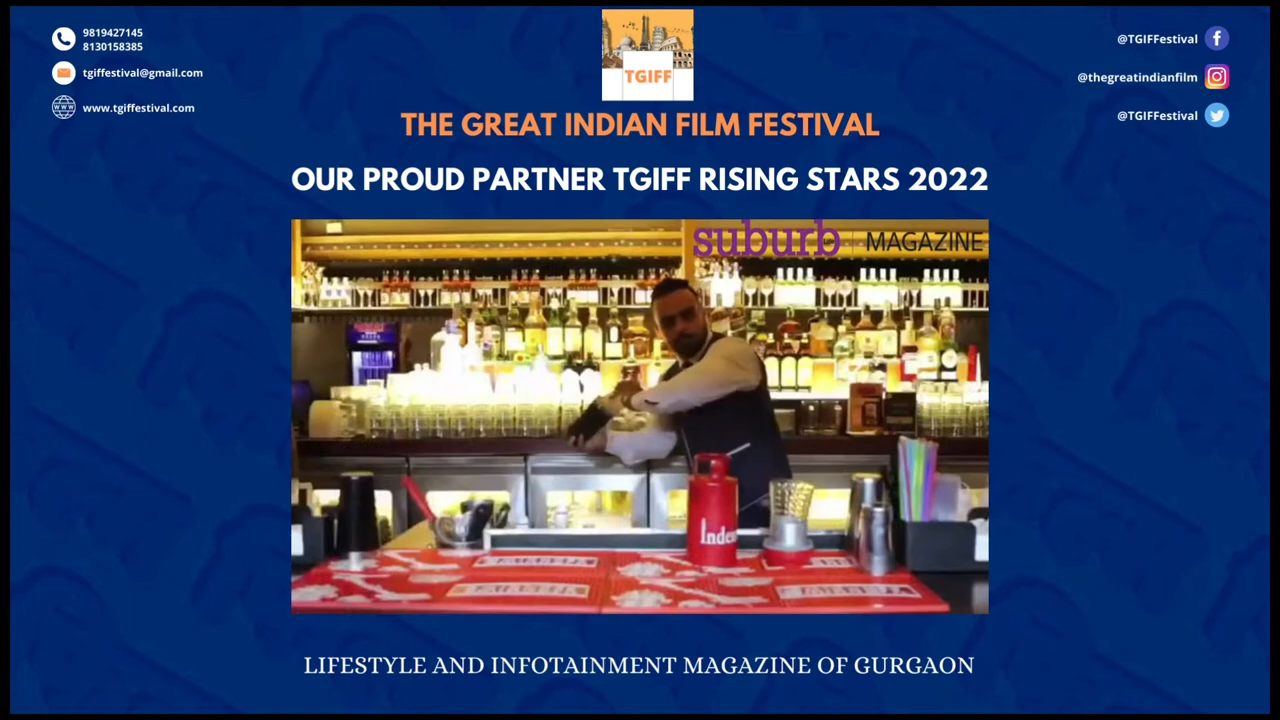 9819427145
8130158385
tgiffestival@gmail.com
WWW
www.tgiffestival.com
TGIFF
@TGIFFestival
@thegreatindianfilm
@TGIFFestival
THE GREAT INDIAN FILM FESTIVAL
OUR PROUD PARTNER TGIFF RISING STARS 2022
suburb MAGAZINE
LIFESTYLE AND INFOTAINMENT MAGAZINE OF GURGAON